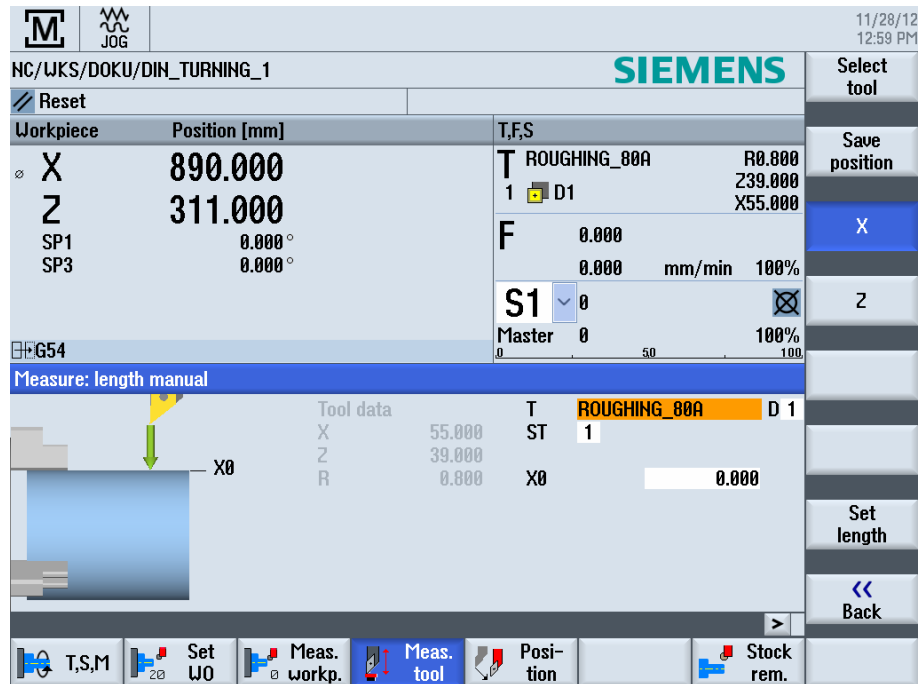 M
JOG
11/28/12
12:59 PM
NC/WKS/DOKU/DIN_TURNING_1
SIEMENS
Select
tool
Reset
Workpiece Position [mm]
T,F,S
Save
position
⌀ X 890.000
Z 311.000
SP1 0.000°
SP3 0.000°
T ROUGHING_80A R0.800
1 D1 Z39.000
X55.000
F 0.000
0.000 mm/min 100%
S1 0
Master 0 100%
0 50 100
G54
X
Z
Measure: length manual
X0
Tool data
X 55.000
Z 39.000
R 0.800
T ROUGHING_80A D 1
ST 1
X0 0.000
Set
length
<<
Back
>
T,S,M
20
Set
WO
⌀
Meas.
workp.
Meas.
tool
Posi-
tion
Stock
rem.